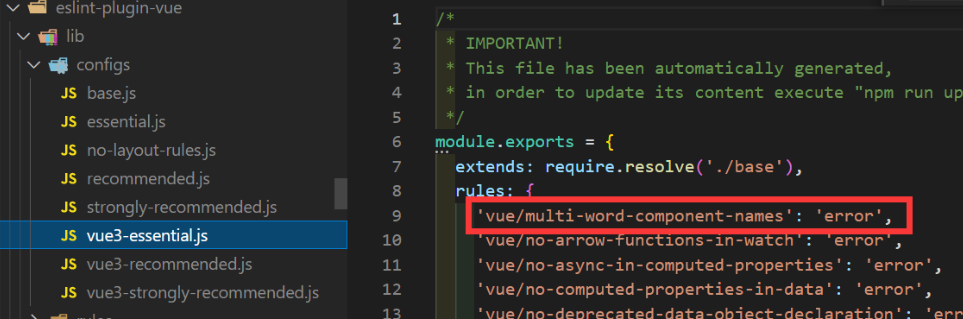 eslint-plugin-vue
lib
configs
JS base.js
JS essential.js
JS no-layout-rules.js
JS recommended.js
JS strongly-recommended.js
JS vue3-essential.js
JS vue3-recommended.js
JS vue3-strongly-recommended.js
rules
1 /*
2 * IMPORTANT!
3 * This file has been automatically generated,
4 * in order to update its content execute "npm run up
5 */
6 module.exports = {
7 extends: require.resolve('./base'),
8 rules: {
9 'vue/multi-word-component-names': 'error',
10 'vue/no-arrow-functions-in-watch': 'error',
11 'vue/no-async-in-computed-properties': 'error',
12 'vue/no-computed-properties-in-data': 'error',
13 'vue/no-deprecated-data-object-declaration': 'err